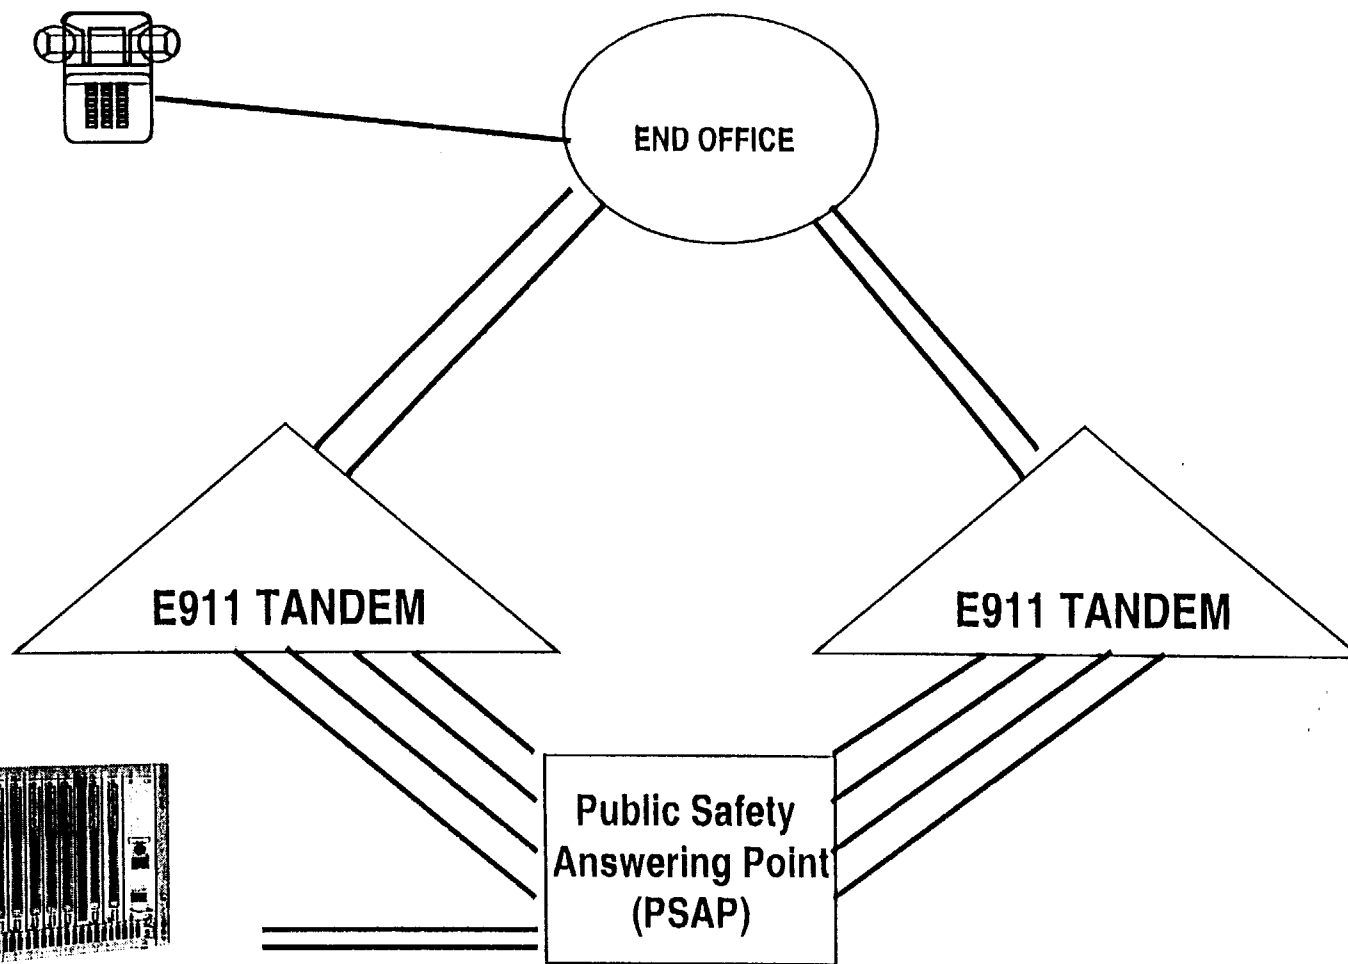 END OFFICE
E911 TANDEM
E911 TANDEM
Public Safety
Answering Point
(PSAP)